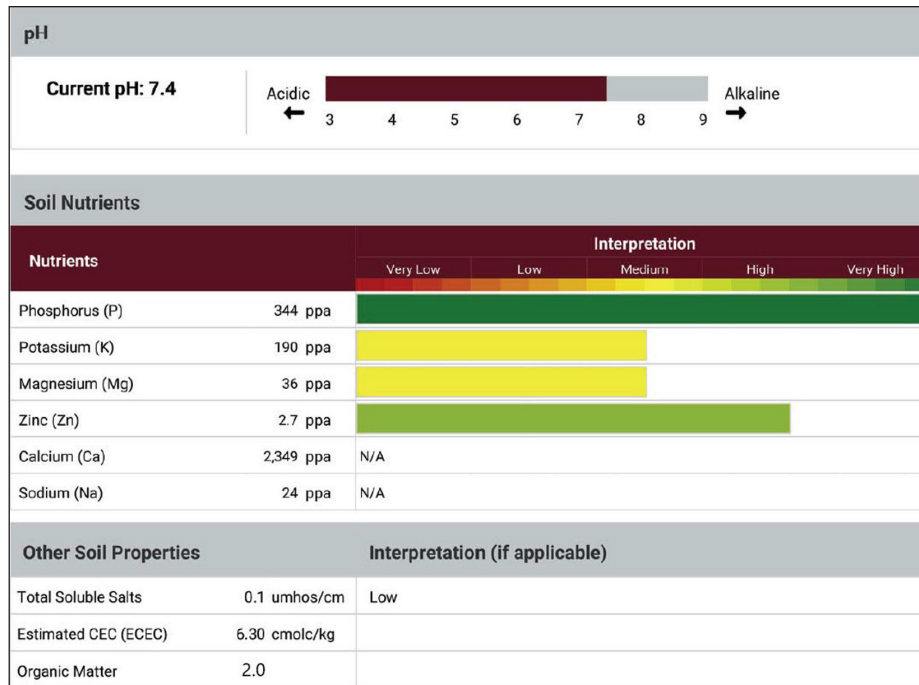 pH
Current pH: 7.4
Acidic
Alkaline
3 4 5 6 7 8 9
Soil Nutrients
Nutrients
Interpretation
Very Low Low Medium High Very High
Phosphorus (P) 344 ppa
Potassium (K) 190 ppa
Magnesium (Mg) 36 ppa
Zinc (Zn) 2.7 ppa
Calcium (Ca) 2,349 ppa N/A
Sodium (Na) 24 ppa N/A
Other Soil Properties Interpretation (if applicable)
Total Soluble Salts 0.1 umhos/cm Low
Estimated CEC (ECEC) 6.30 cmolc/kg
Organic Matter 2.0